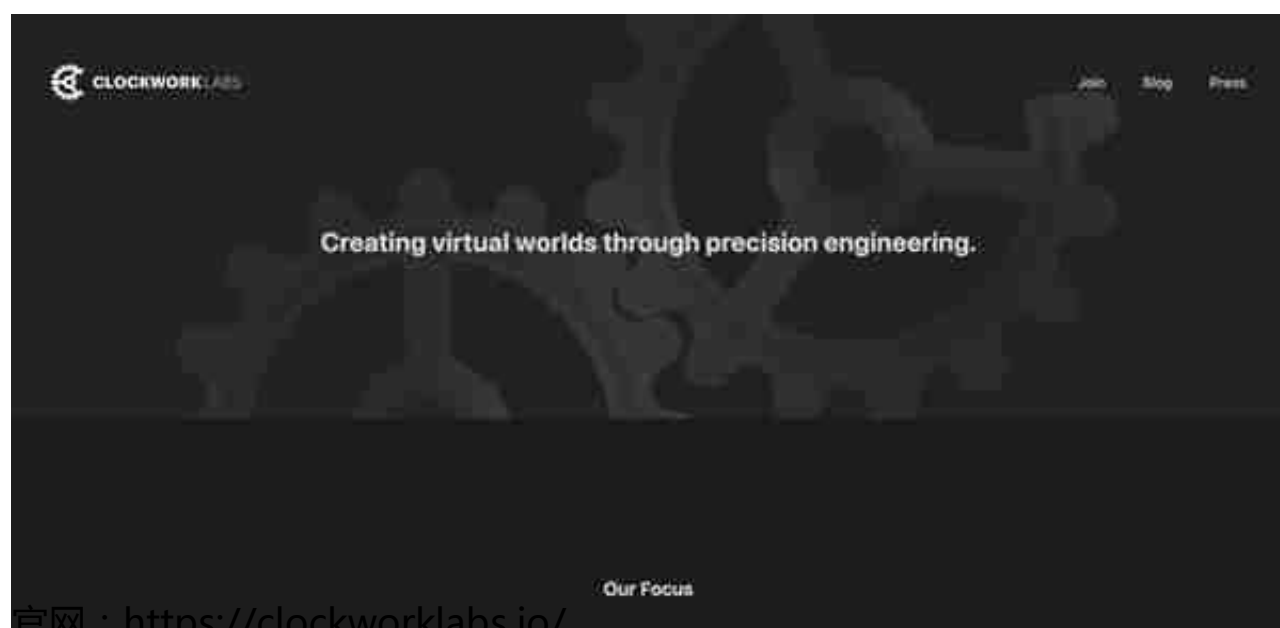 CLOCKWORK LABS
Join Blog Press
Creating virtual worlds through precision engineering.
Our Focus
官网：https://clockworklabs.io/